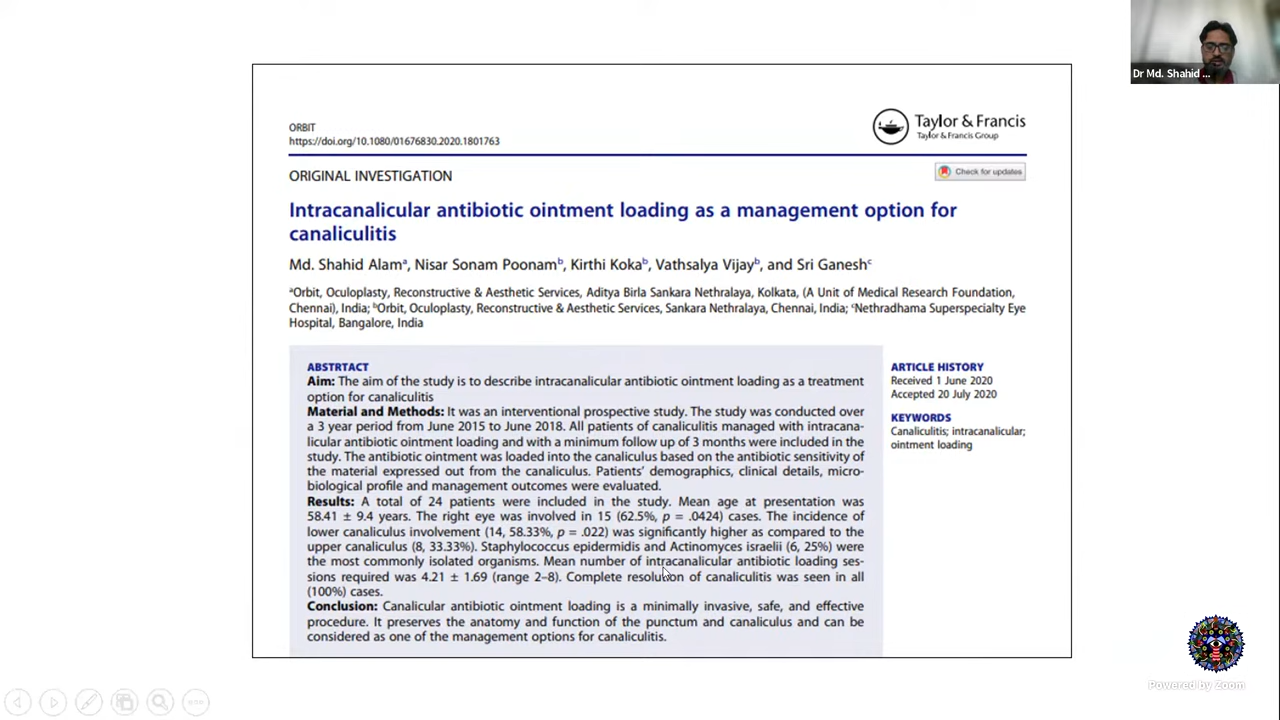 Dr Md. Shahid ...
ORBIT
https://doi.org/10.1080/01676830.2020.1801763
Taylor & Francis
Taylor & Francis Group
ORIGINAL INVESTIGATION
Check for updates
Intracanalicular antibiotic ointment loading as a management option for
canaliculitis
Md. Shahid Alamᵃ, Nisar Sonam Poonamᵇ, Kirthi Kokaᵇ, Vathsalya Vijayᵇ, and Sri Ganeshᶜ
ᵃOrbit, Oculoplasty, Reconstructive & Aesthetic Services, Aditya Birla Sankara Nethralaya, Kolkata, (A Unit of Medical Research Foundation,
Chennai), India; ᵇOrbit, Oculoplasty, Reconstructive & Aesthetic Services, Sankara Nethralaya, Chennai, India; ᶜNethradhama Superspecialty Eye
Hospital, Bangalore, India
ABSTRTACT
Aim: The aim of the study is to describe intracanalicular antibiotic ointment loading as a treatment
option for canaliculitis
Material and Methods: It was an interventional prospective study. The study was conducted over
a 3 year period from June 2015 to June 2018. All patients of canaliculitis managed with intracana-
licular antibiotic ointment loading and with a minimum follow up of 3 months were included in the
study. The antibiotic ointment was loaded into the canaliculus based on the antibiotic sensitivity of
the material expressed out from the canaliculus. Patients' demographics, clinical details, micro-
biological profile and management outcomes were evaluated.
Results: A total of 24 patients were included in the study. Mean age at presentation was
58.41 ± 9.4 years. The right eye was involved in 15 (62.5%, p = .0424) cases. The incidence of
lower canaliculus involvement (14, 58.33%, p = .022) was significantly higher as compared to the
upper canaliculus (8, 33.33%). Staphylococcus epidermidis and Actinomyces israelii (6, 25%) were
the most commonly isolated organisms. Mean number of intracanalicular antibiotic loading ses-
sions required was 4.21 ± 1.69 (range 2–8). Complete resolution of canaliculitis was seen in all
(100%) cases.
Conclusion: Canalicular antibiotic ointment loading is a minimally invasive, safe, and effective
procedure. It preserves the anatomy and function of the punctum and canaliculus and can be
considered as one of the management options for canaliculitis.
ARTICLE HISTORY
Received 1 June 2020
Accepted 20 July 2020
KEYWORDS
Canaliculitis; intracanalicular;
ointment loading
Powered by Zoom